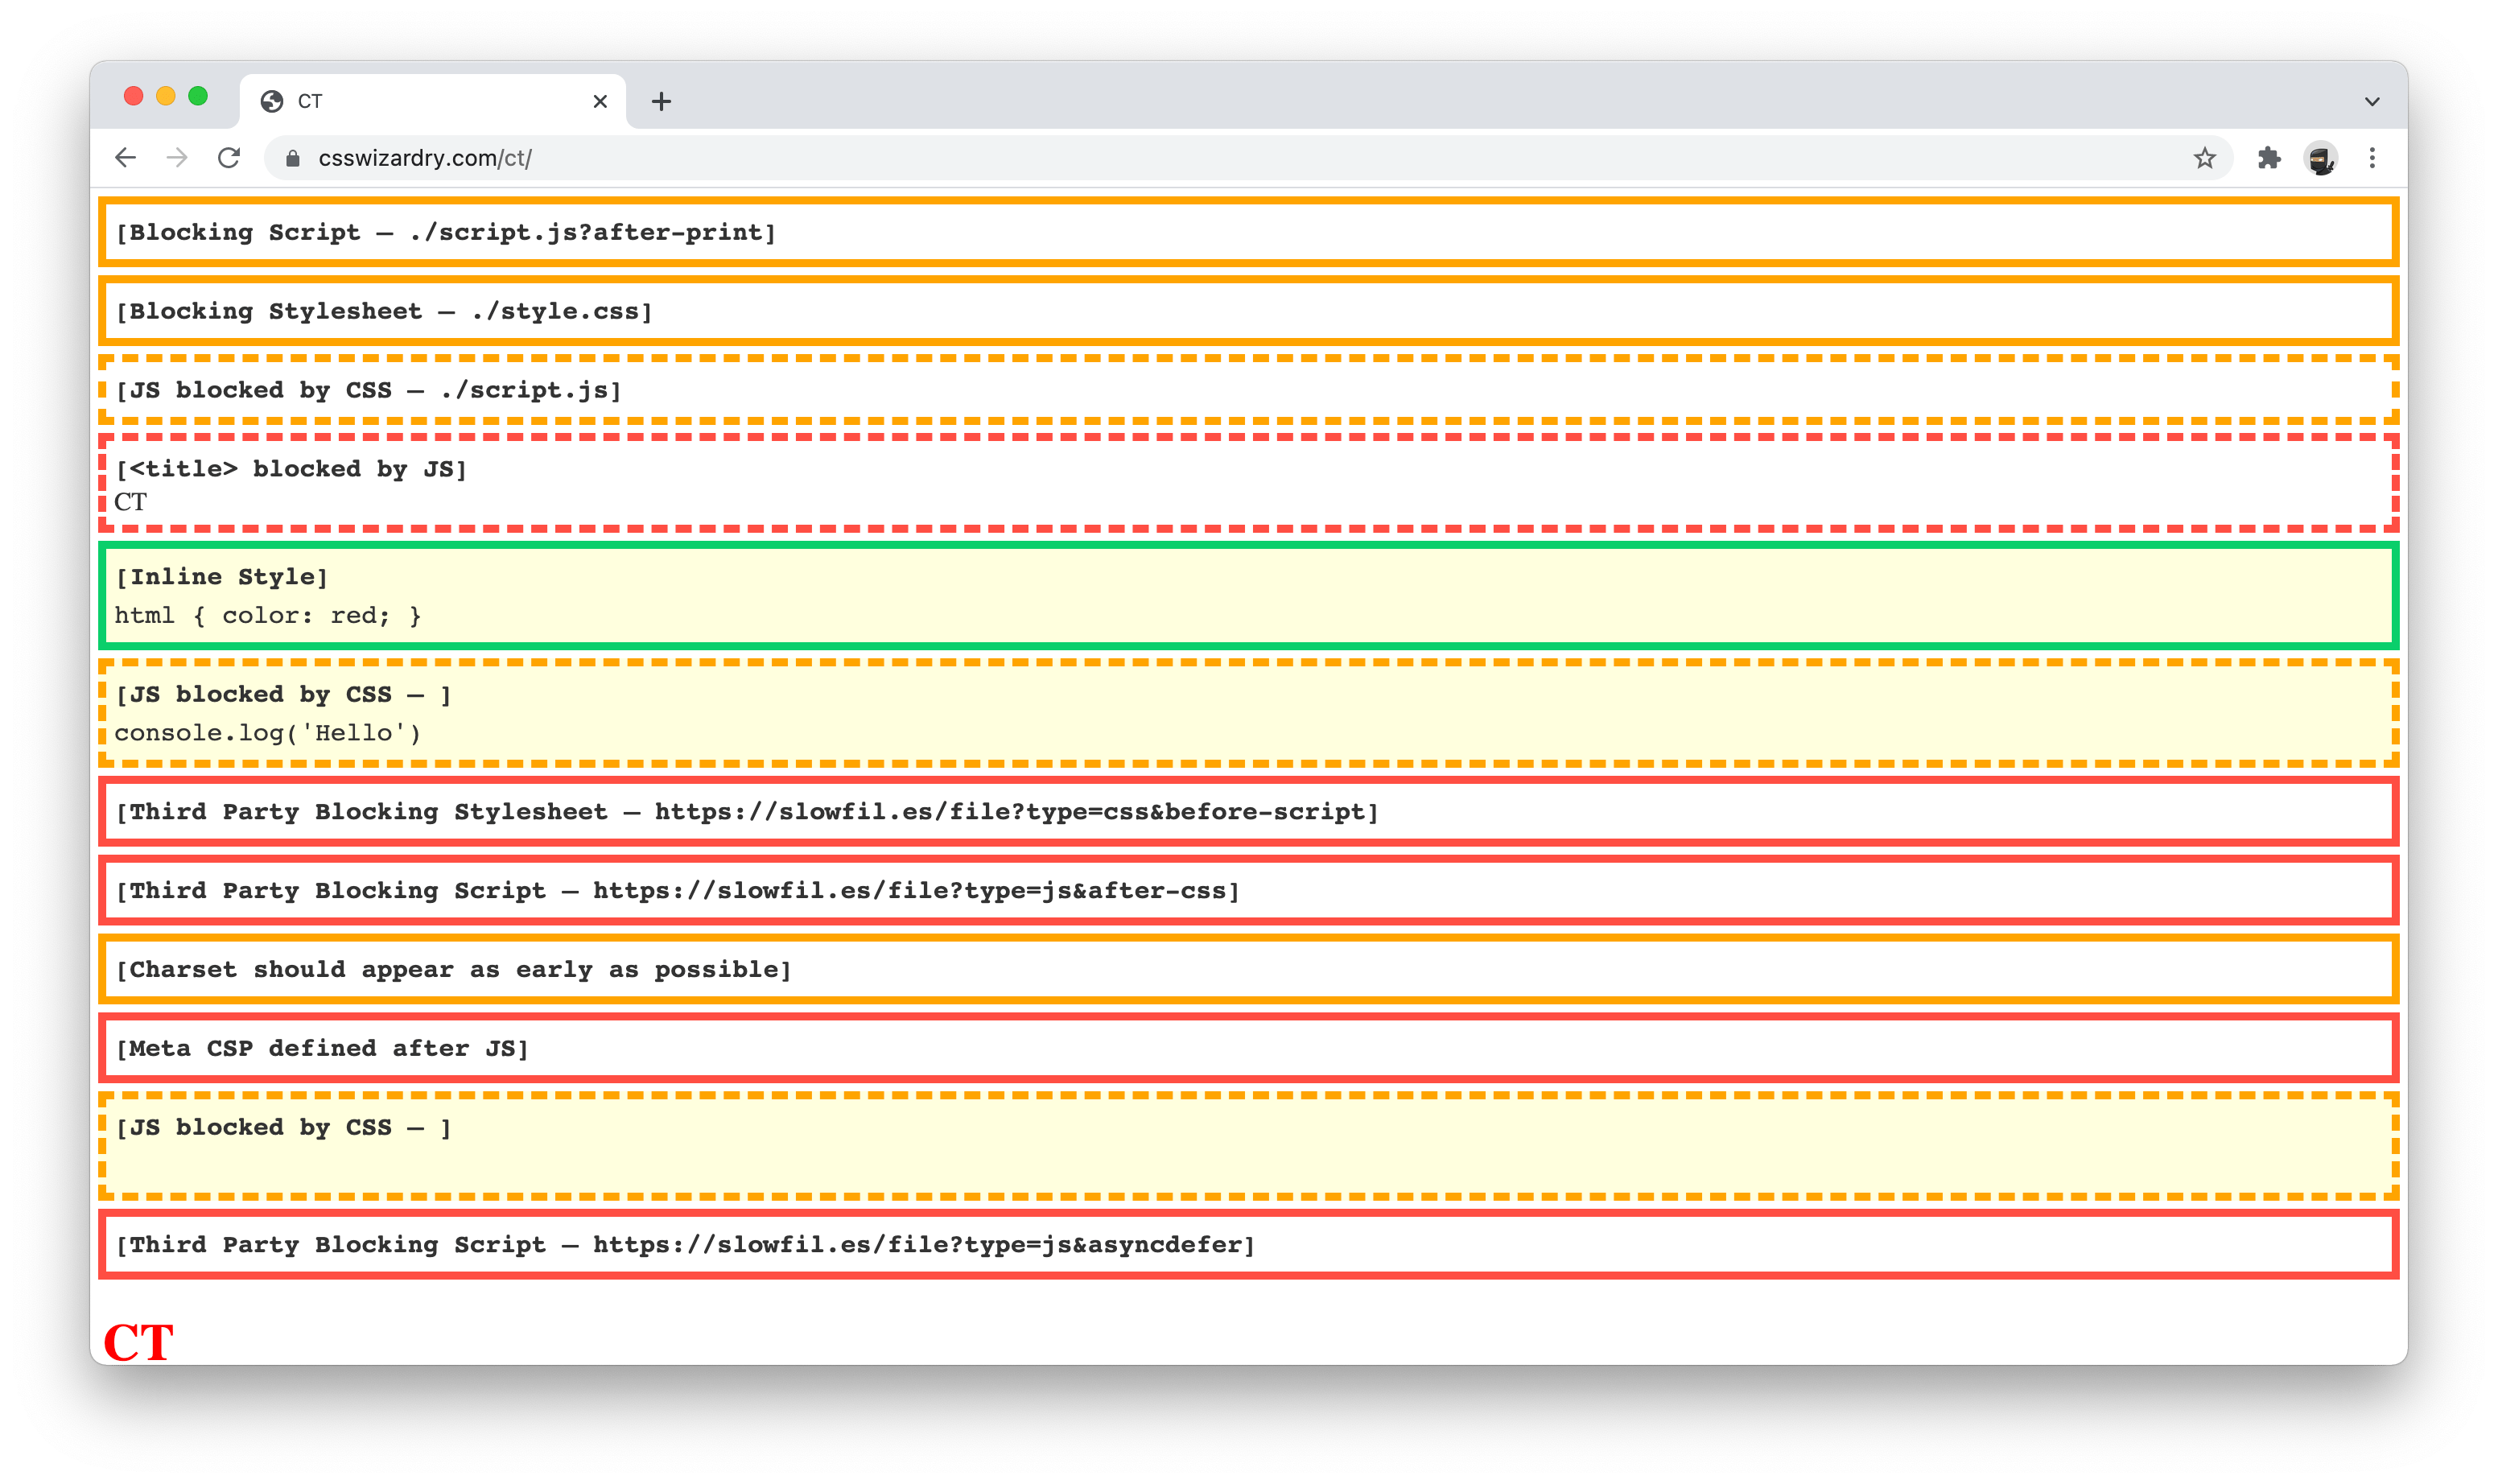 CT
csswizardry.com/ct/
[Blocking Script – ./script.js?after-print]
[Blocking Stylesheet – ./style.css]
[JS blocked by CSS – ./script.js]
[<title> blocked by JS]
CT
[Inline Style]
html { color: red; }
[JS blocked by CSS – ]
console.log('Hello')
[Third Party Blocking Stylesheet – https://slowfil.es/file?type=css&before-script]
[Third Party Blocking Script – https://slowfil.es/file?type=js&after-css]
[Charset should appear as early as possible]
[Meta CSP defined after JS]
[JS blocked by CSS – ]
[Third Party Blocking Script – https://slowfil.es/file?type=js&asyncdefer]
CT